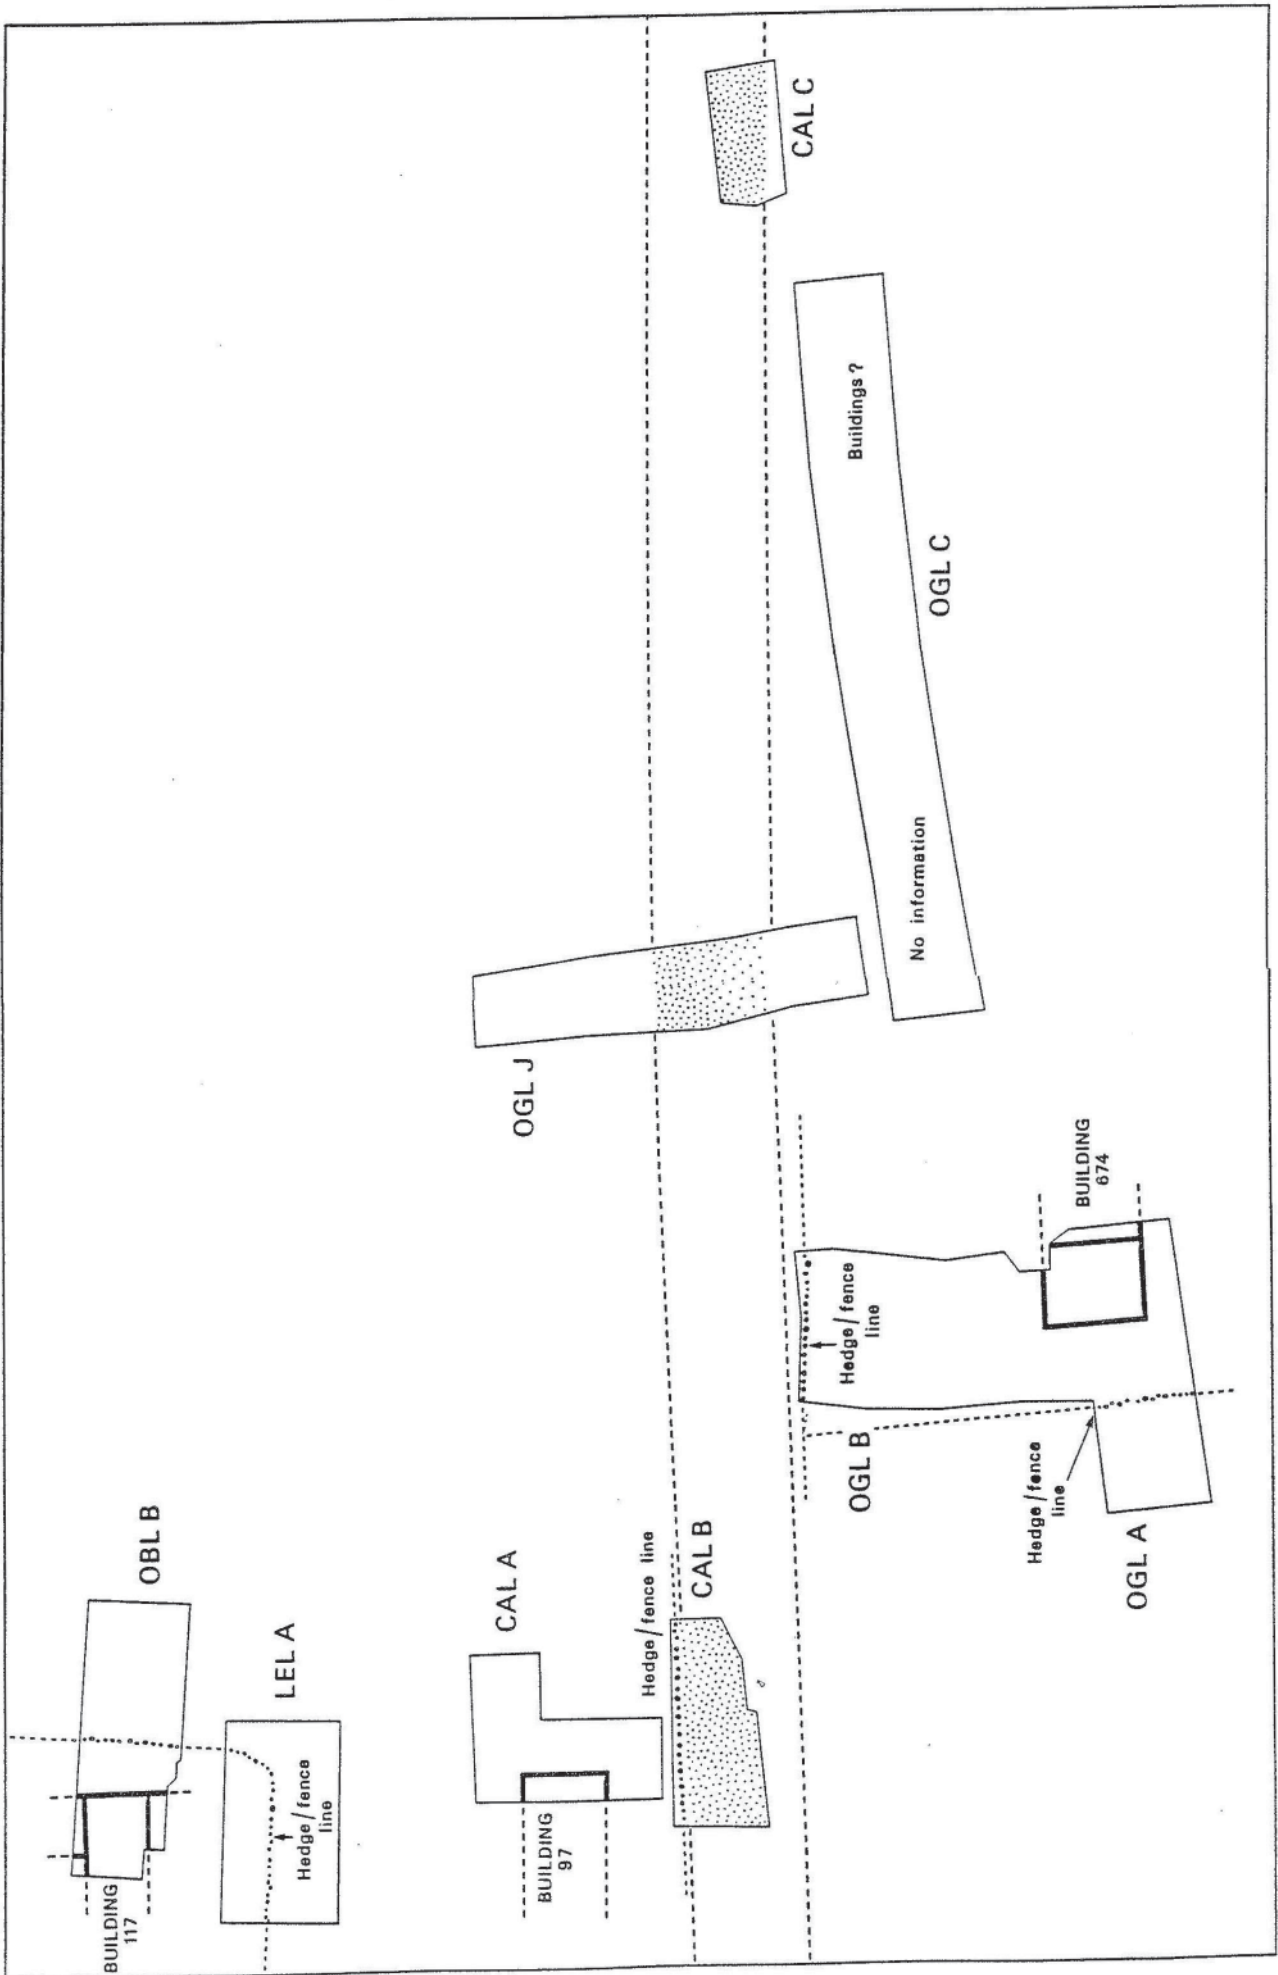 BUILDING
117
OBL B
LEL A
Hedge/fence
line
CAL A
BUILDING
97
Hedge/fence line
CAL B
OGL J
OGL B
Hedge/fence
line
Hedge/fence
line
OGL A
BUILDING
674
No information
Buildings?
OGL C
CAL C